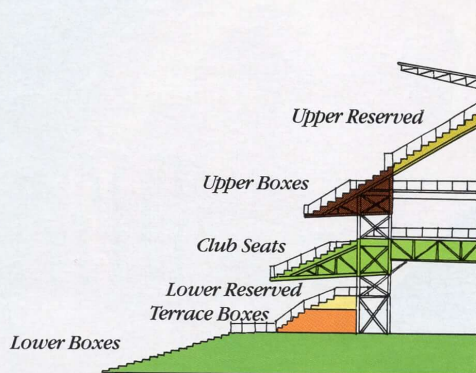 Upper Reserved
Upper Boxes
Club Seats
Lower Reserved
Terrace Boxes
Lower Boxes